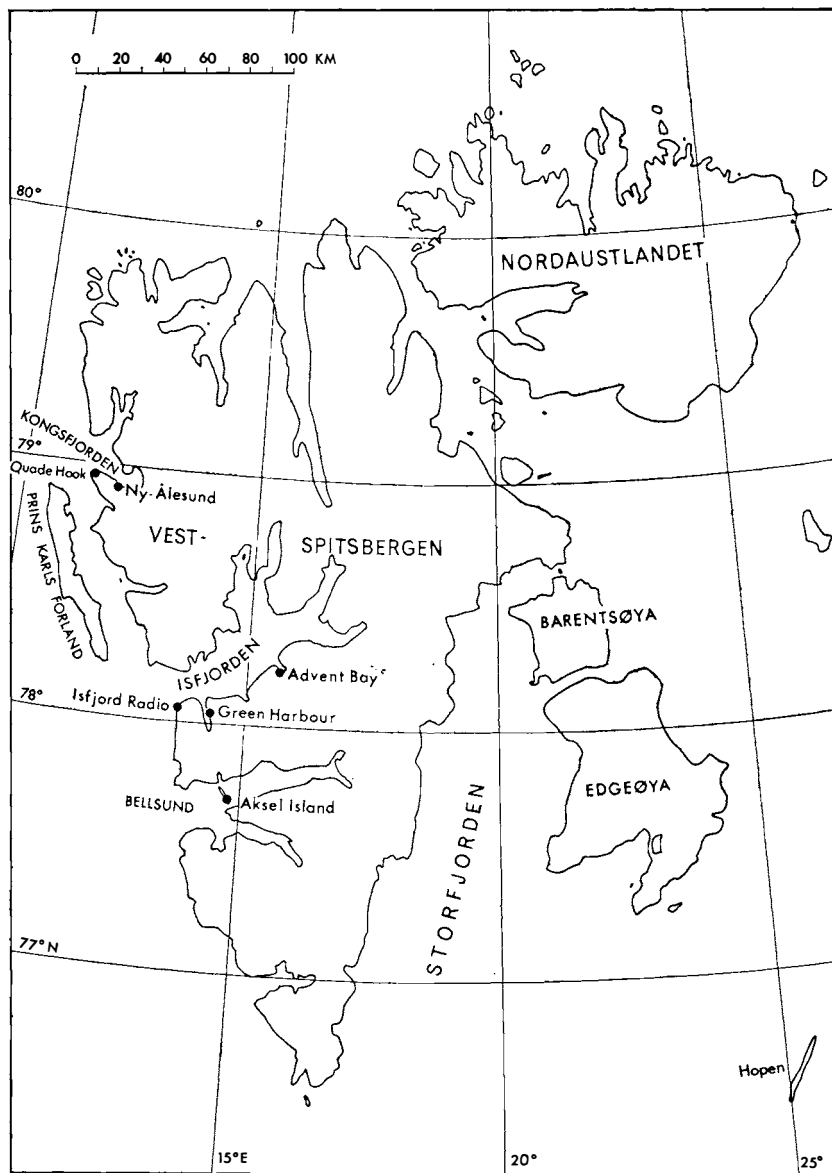 0 20 40 60 80 100 KM
80°
NORDAUSTLANDET
KONGSFJORDEN
79°
Quade Hook
Ny-Ålesund
PRINS KARLS FORLAND
VEST-
SPITSBERGEN
BARENTSØYA
ISFJORDEN
Advent Bay
78°
Isfjord Radio
Green Harbour
EDGEØYA
BELLSUND
Aksel Island
STORFJORDEN
77°N
Hopen
15°E
20°
25°